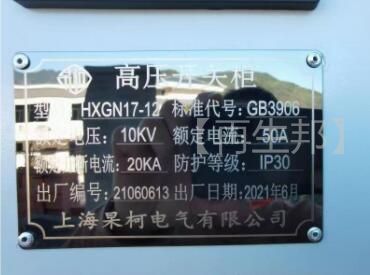 高压开关柜
型号: HXGN17-12 标准代号: GB3906
额定电压: 10KV 额定电流: 50A
额定开断电流: 20KA 防护等级: IP30
出厂编号: 21060613 出厂日期: 2021年6月
上海果柯电气有限公司
【再生邦】